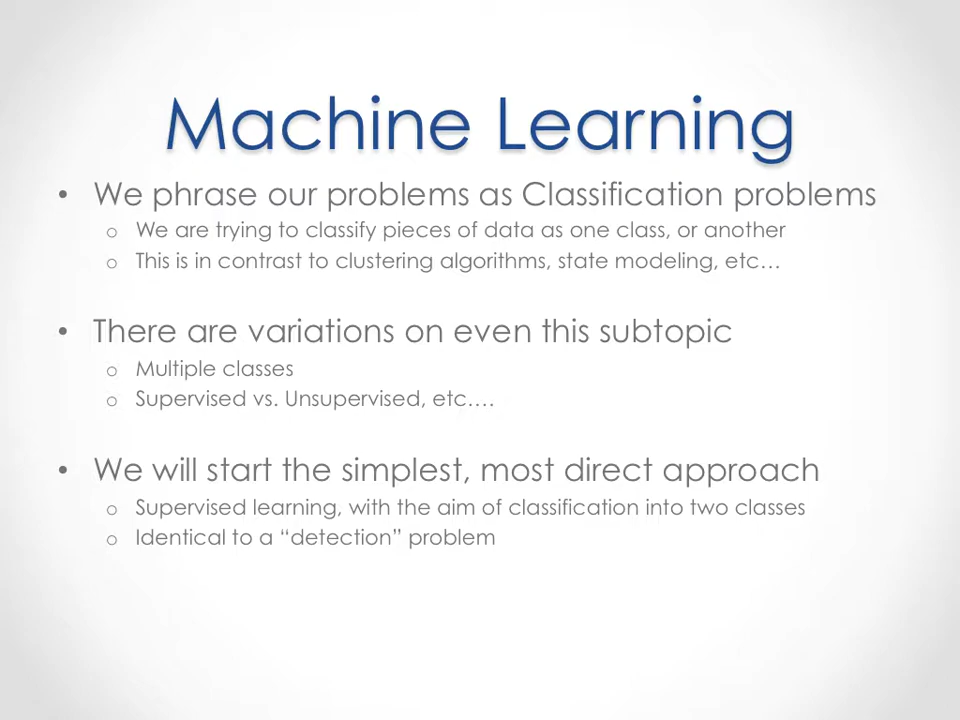 Machine Learning
• We phrase our problems as Classification problems
o We are trying to classify pieces of data as one class, or another
o This is in contrast to clustering algorithms, state modeling, etc…
• There are variations on even this subtopic
o Multiple classes
o Supervised vs. Unsupervised, etc….
• We will start the simplest, most direct approach
o Supervised learning, with the aim of classification into two classes
o Identical to a “detection” problem